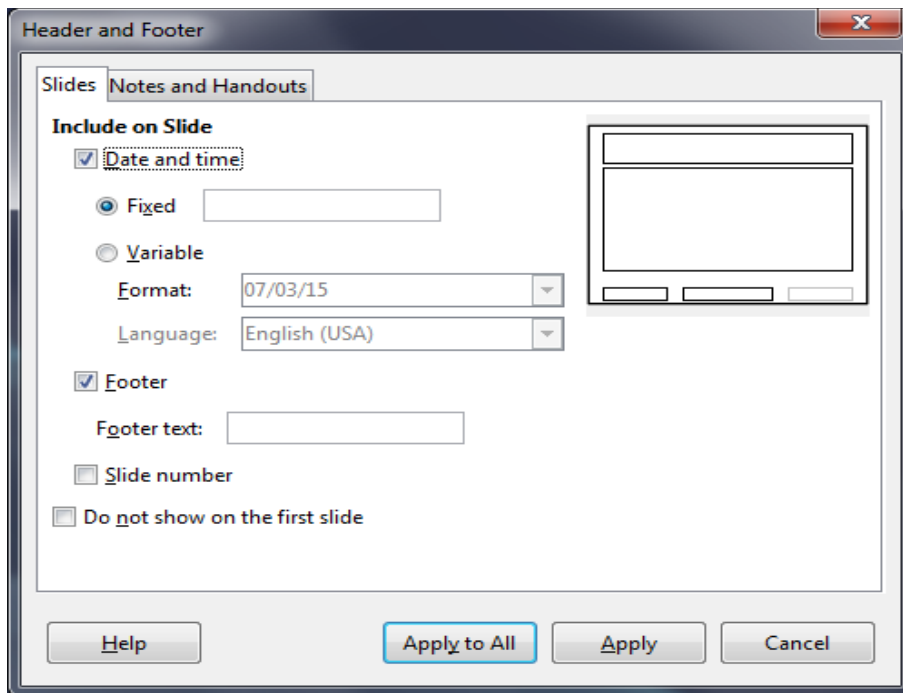 Header and Footer
Slides Notes and Handouts
Include on Slide
Date and time
Fixed
Variable
Format: 07/03/15
Language: English (USA)
Footer
Footer text:
Slide number
Do not show on the first slide
Help Apply to All Apply Cancel